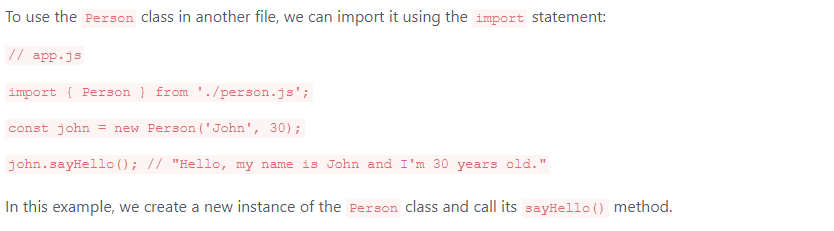 To use the Person class in another file, we can import it using the import statement:
// app.js
import { Person } from './person.js';
const john = new Person('John', 30);
john.sayHello(); // "Hello, my name is John and I'm 30 years old."
In this example, we create a new instance of the Person class and call its sayHello() method.